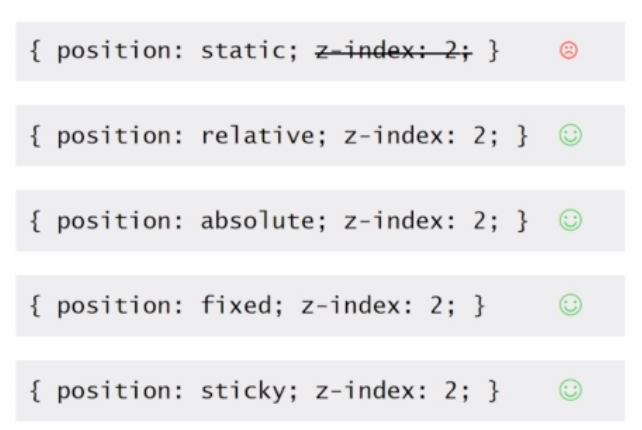 { position: static; z-index: 2; }
{ position: relative; z-index: 2; }
{ position: absolute; z-index: 2; }
{ position: fixed; z-index: 2; }
{ position: sticky; z-index: 2; }